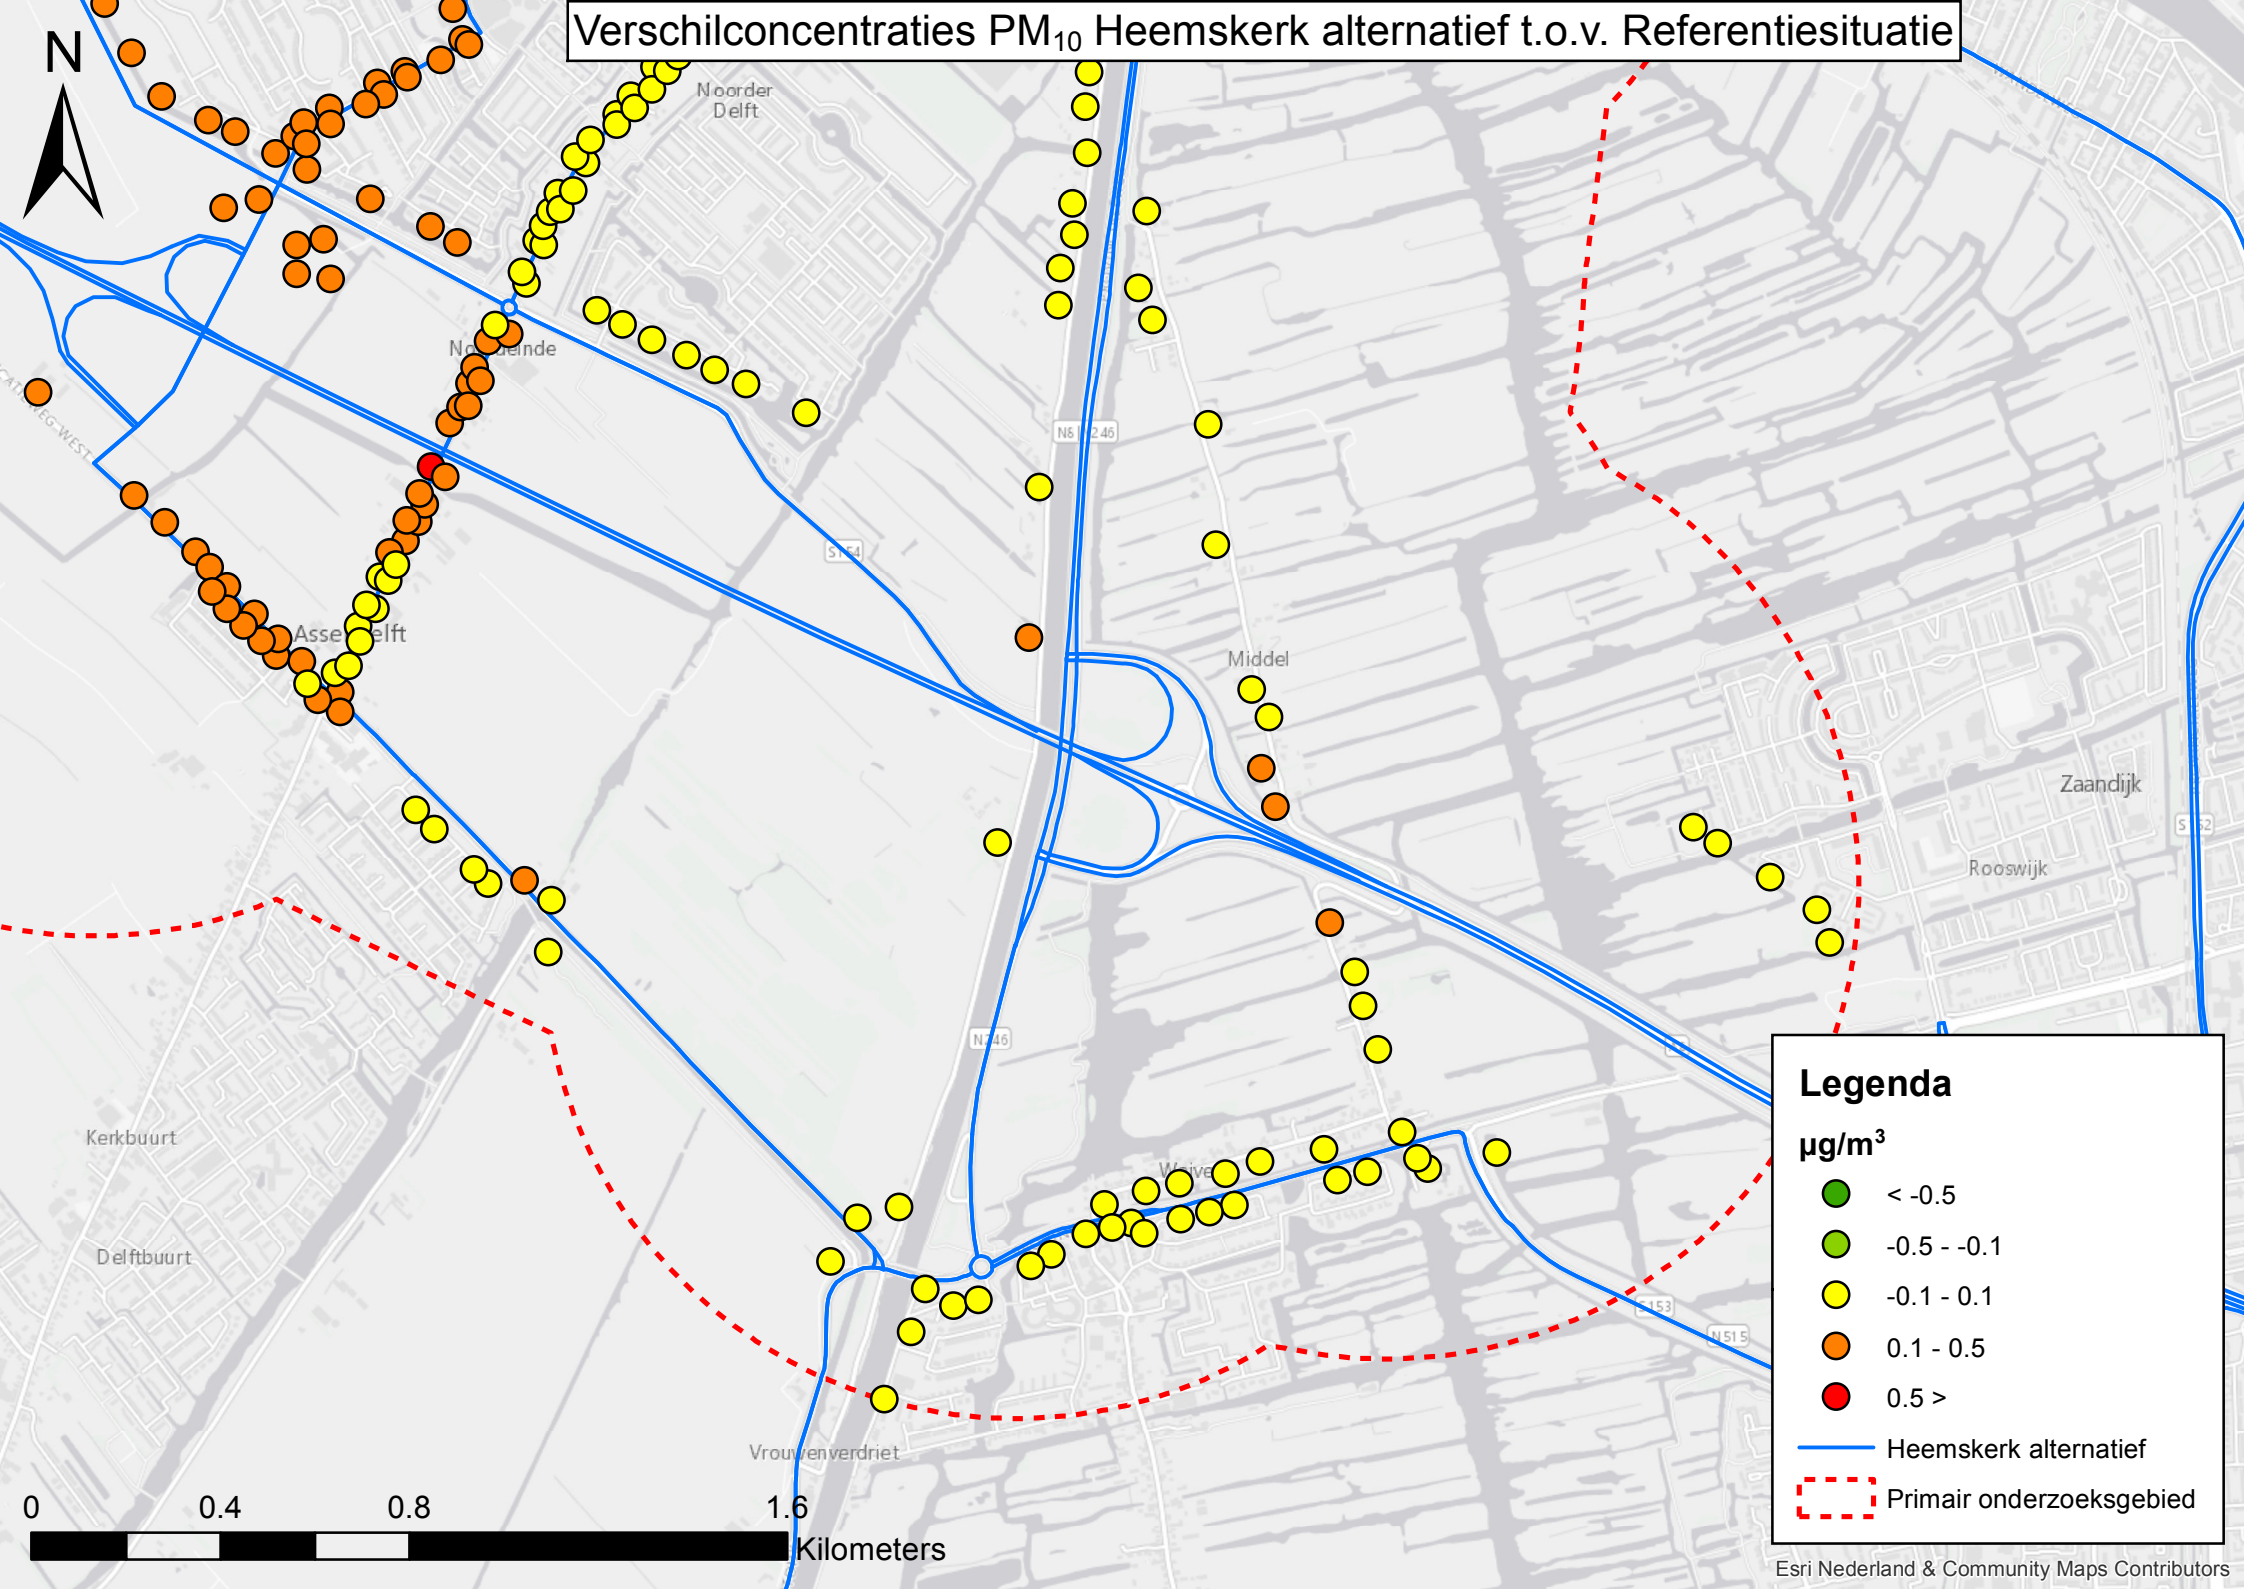 Verschilconcentraties PM₁₀ Heemskerk alternatief t.o.v. Referentiesituatie
N
Noorder
Delft
N246
S154
Middel
Zaandijk
S152
Rooswijk
N246
Kerkbuurt
Delftbuurt
S153
N515
Vrouwenverdriet
Legenda
µg/m³
< -0.5
-0.5 - -0.1
-0.1 - 0.1
0.1 - 0.5
0.5 >
Heemskerk alternatief
Primair onderzoeksgebied
0 0.4 0.8 1.6
Kilometers
Esri Nederland & Community Maps Contributors